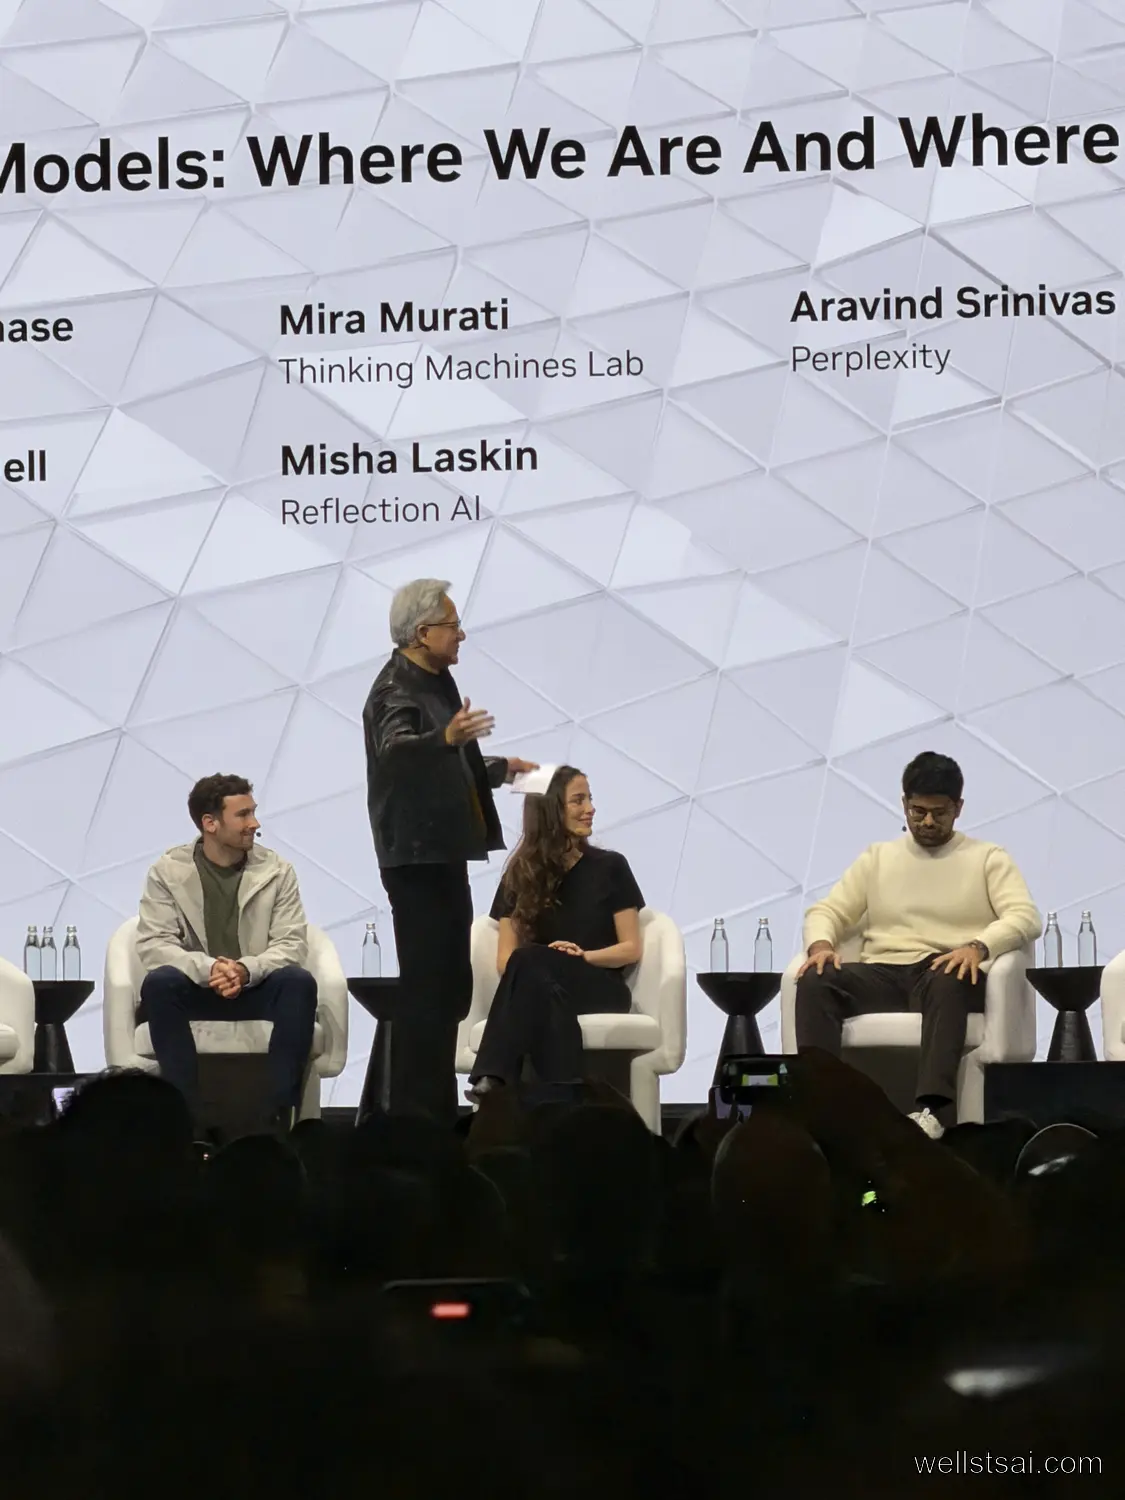 Models: Where We Are And Where
ase
Mira Murati
Thinking Machines Lab
Aravind Srinivas
Perplexity
ell
Misha Laskin
Reflection AI
wellstsai.com